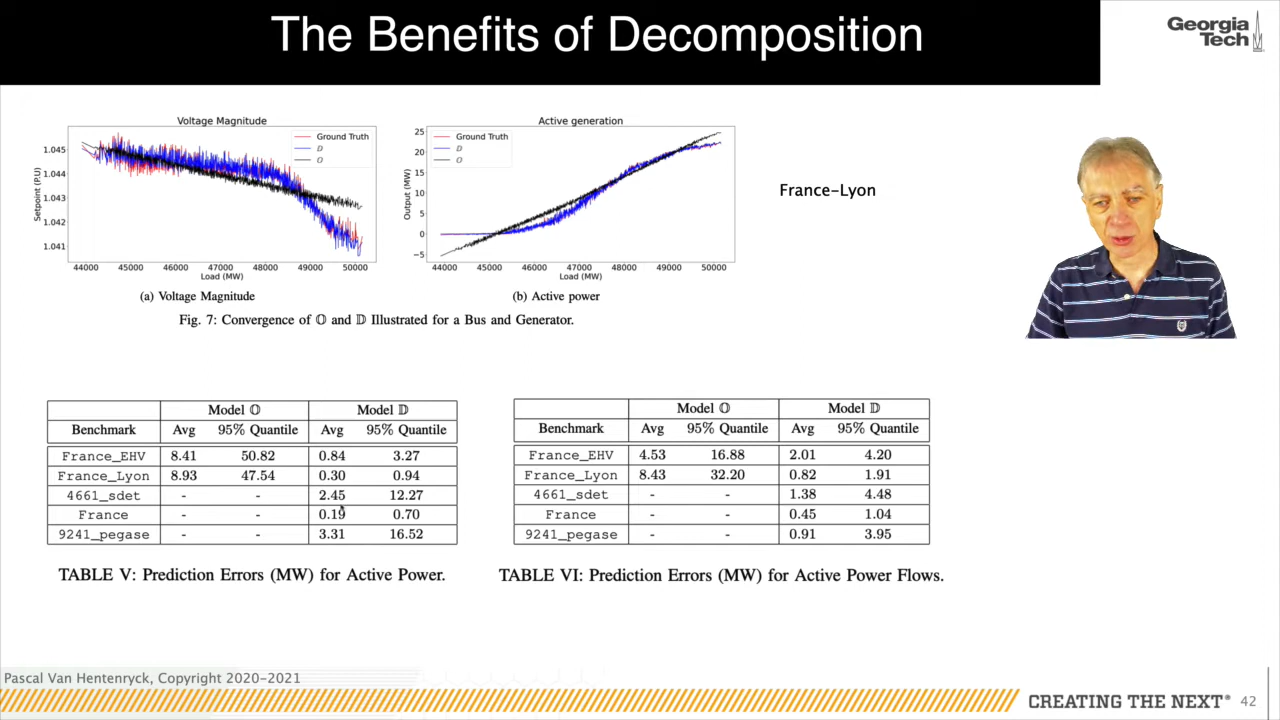 The Benefits of Decomposition
Georgia
Tech
Voltage Magnitude
Ground Truth
𝔻
𝕆
1.045
1.044
1.043
1.042
1.041
Setpoint (P.U)
44000 45000 46000 47000 48000 49000 50000
Load (MW)
(a) Voltage Magnitude
Active generation
Ground Truth
𝔻
𝕆
25
20
15
10
5
0
−5
Output (MW)
44000 45000 46000 47000 48000 49000 50000
Load (MW)
(b) Active power
Fig. 7: Convergence of 𝕆 and 𝔻 Illustrated for a Bus and Generator.
France-Lyon
Model 𝕆 Model 𝔻
Benchmark Avg 95% Quantile Avg 95% Quantile
France_EHV 8.41 50.82 0.84 3.27
France_Lyon 8.93 47.54 0.30 0.94
4661_sdet - - 2.45 12.27
France - - 0.19 0.70
9241_pegase - - 3.31 16.52
TABLE V: Prediction Errors (MW) for Active Power.
Model 𝕆 Model 𝔻
Benchmark Avg 95% Quantile Avg 95% Quantile
France_EHV 4.53 16.88 2.01 4.20
France_Lyon 8.43 32.20 0.82 1.91
4661_sdet - - 1.38 4.48
France - - 0.45 1.04
9241_pegase - - 0.91 3.95
TABLE VI: Prediction Errors (MW) for Active Power Flows.
Pascal Van Hentenryck, Copyright 2020-2021
CREATING THE NEXT®
42